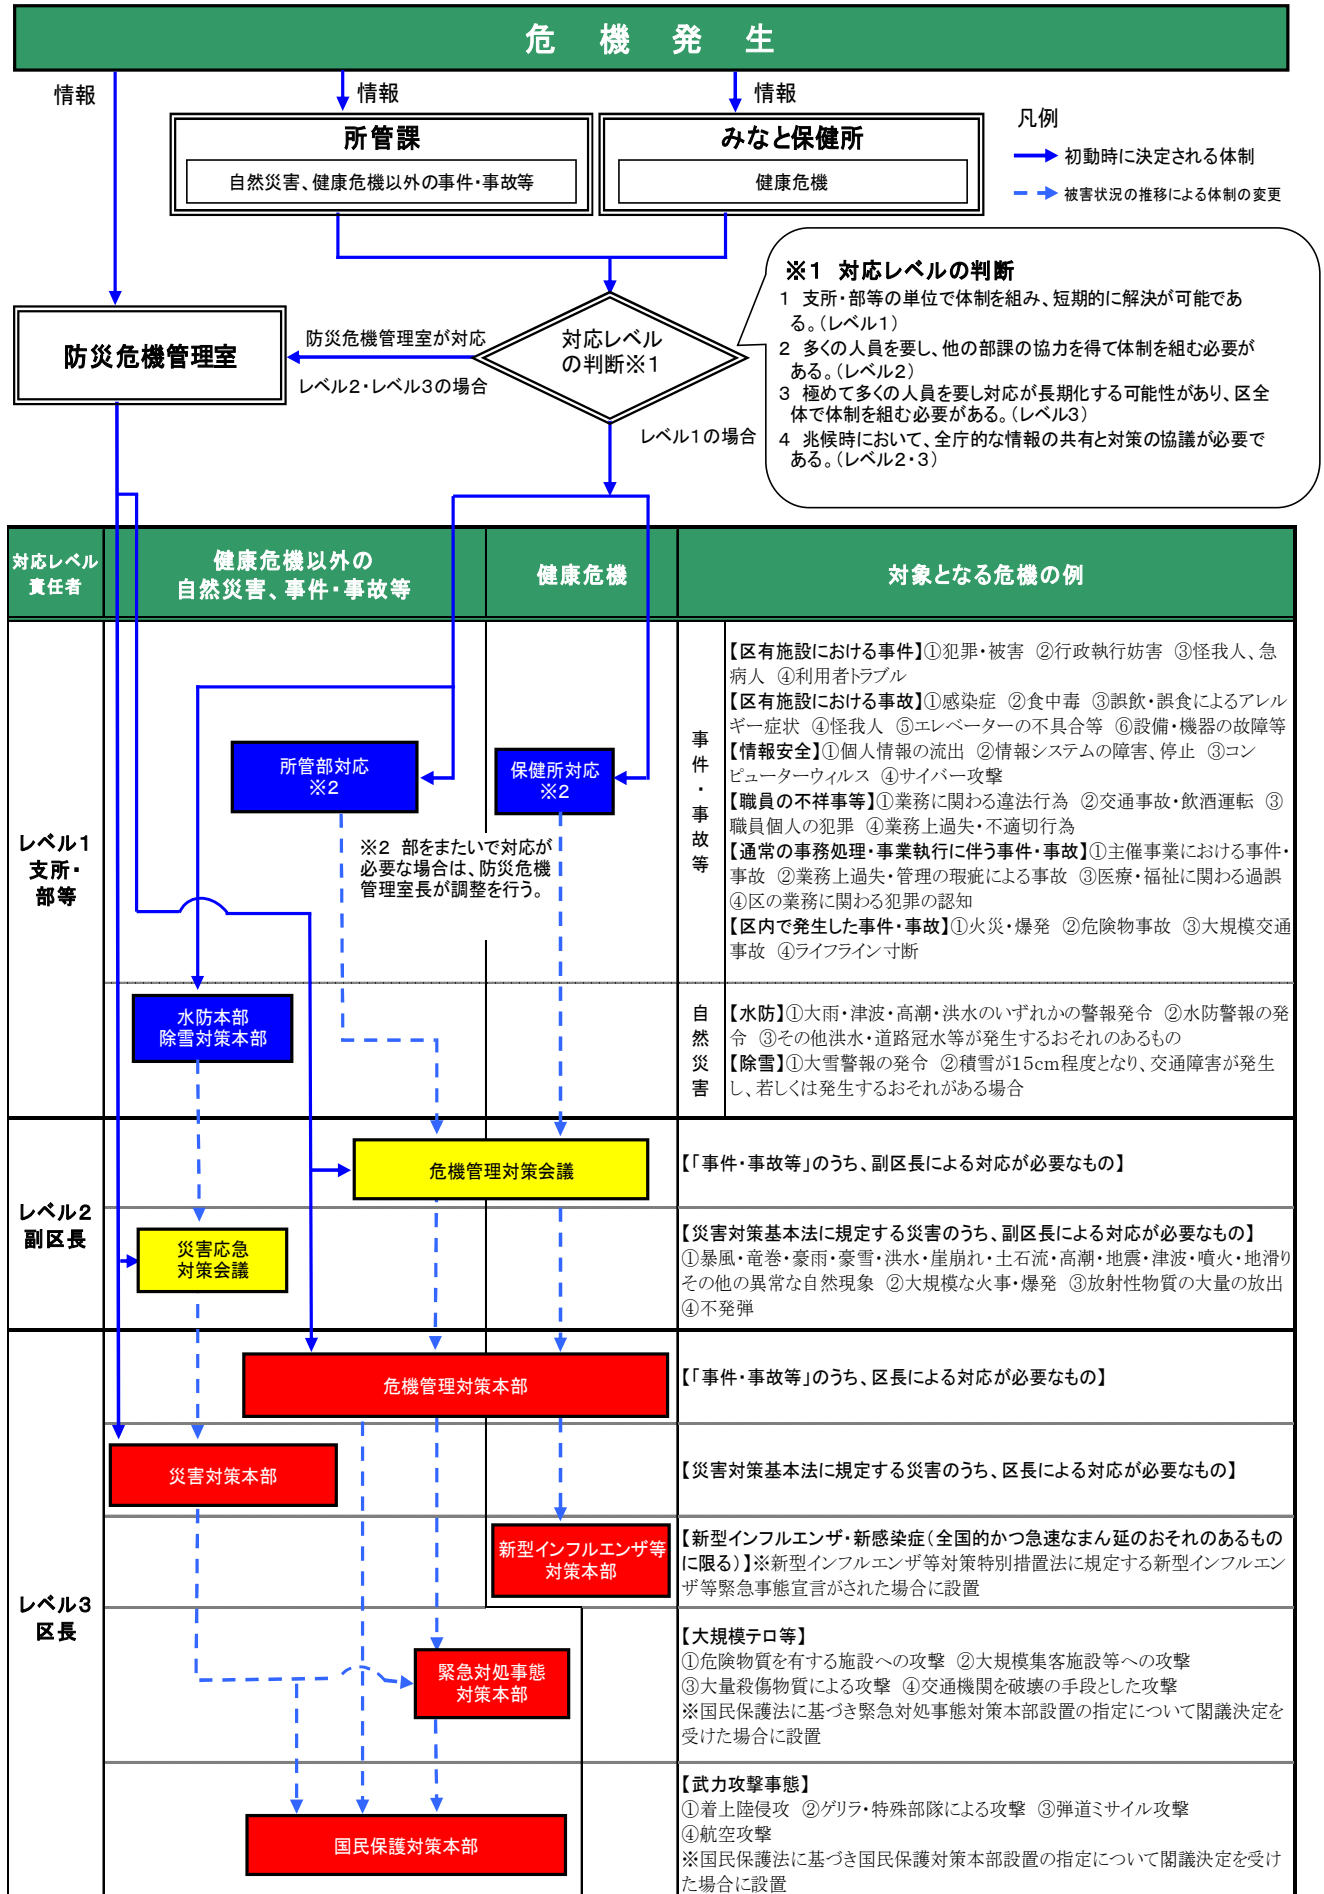 危機発生
情報
情報
情報
所管課
自然災害、健康危機以外の事件・事故等
みなと保健所
健康危機
凡例
初動時に決定される体制
被害状況の推移による体制の変更
防災危機管理室
防災危機管理室が対応
レベル2・レベル3の場合
対応レベル
の判断※1
レベル1の場合
※1 対応レベルの判断
1 支所・部等の単位で体制を組み、短期的に解決が可能であ
る。(レベル1)
2 多くの人員を要し、他の部課の協力を得て体制を組む必要が
ある。(レベル2)
3 極めて多くの人員を要し対応が長期化する可能性があり、区全
体で体制を組む必要がある。(レベル3)
4 兆候時において、全庁的な情報の共有と対策の協議が必要で
ある。(レベル2・3)
対応レベル
責任者
健康危機以外の
自然災害、事件・事故等
健康危機
対象となる危機の例
レベル1
支所・
部等
所管部対応
※2
保健所対応
※2
※2 部をまたいで対応が
必要な場合は、防災危機
管理室長が調整を行う。
事件・事故等
【区有施設における事件】①犯罪・被害 ②行政執行妨害 ③怪我人、急
病人 ④利用者トラブル
【区有施設における事故】①感染症 ②食中毒 ③誤飲・誤食によるアレル
ギー症状 ④怪我人 ⑤エレベーターの不具合等 ⑥設備・機器の故障等
【情報安全】①個人情報の流出 ②情報システムの障害、停止 ③コン
ピューターウィルス ④サイバー攻撃
【職員の不祥事等】①業務に関わる違法行為 ②交通事故・飲酒運転 ③
職員個人の犯罪 ④業務上過失・不適切行為
【通常の事務処理・事業執行に伴う事件・事故】①主催事業における事件・
事故 ②業務上過失・管理の瑕疵による事故 ③医療・福祉に関わる過誤
④区の業務に関わる犯罪の認知
【区内で発生した事件・事故】①火災・爆発 ②危険物事故 ③大規模交通
事故 ④ライフライン寸断
水防本部
除雪対策本部
自然災害
【水防】①大雨・津波・高潮・洪水のいずれかの警報発令 ②水防警報の発
令 ③その他洪水・道路冠水等が発生するおそれのあるもの
【除雪】①大雪警報の発令 ②積雪が15cm程度となり、交通障害が発生
し、若しくは発生するおそれがある場合
レベル2
副区長
危機管理対策会議
【「事件・事故等」のうち、副区長による対応が必要なもの】
災害応急
対策会議
【災害対策基本法に規定する災害のうち、副区長による対応が必要なもの】
①暴風・竜巻・豪雨・豪雪・洪水・崖崩れ・土石流・高潮・地震・津波・噴火・地滑り
その他の異常な自然現象 ②大規模な火事・爆発 ③放射性物質の大量の放出
④不発弾
レベル3
区長
危機管理対策本部
【「事件・事故等」のうち、区長による対応が必要なもの】
災害対策本部
【災害対策基本法に規定する災害のうち、区長による対応が必要なもの】
新型インフルエンザ等
対策本部
【新型インフルエンザ・新感染症(全国的かつ急速なまん延のおそれのあるもの
に限る)】※新型インフルエンザ等対策特別措置法に規定する新型インフルエン
ザ等緊急事態宣言がされた場合に設置
緊急対処事態
対策本部
【大規模テロ等】
①危険物質を有する施設への攻撃 ②大規模集客施設等への攻撃
③大量殺傷物質による攻撃 ④交通機関を破壊の手段とした攻撃
※国民保護法に基づき緊急対処事態対策本部設置の指定について閣議決定を
受けた場合に設置
国民保護対策本部
【武力攻撃事態】
①着上陸侵攻 ②ゲリラ・特殊部隊による攻撃 ③弾道ミサイル攻撃
④航空攻撃
※国民保護法に基づき国民保護対策本部設置の指定について閣議決定を受け
た場合に設置